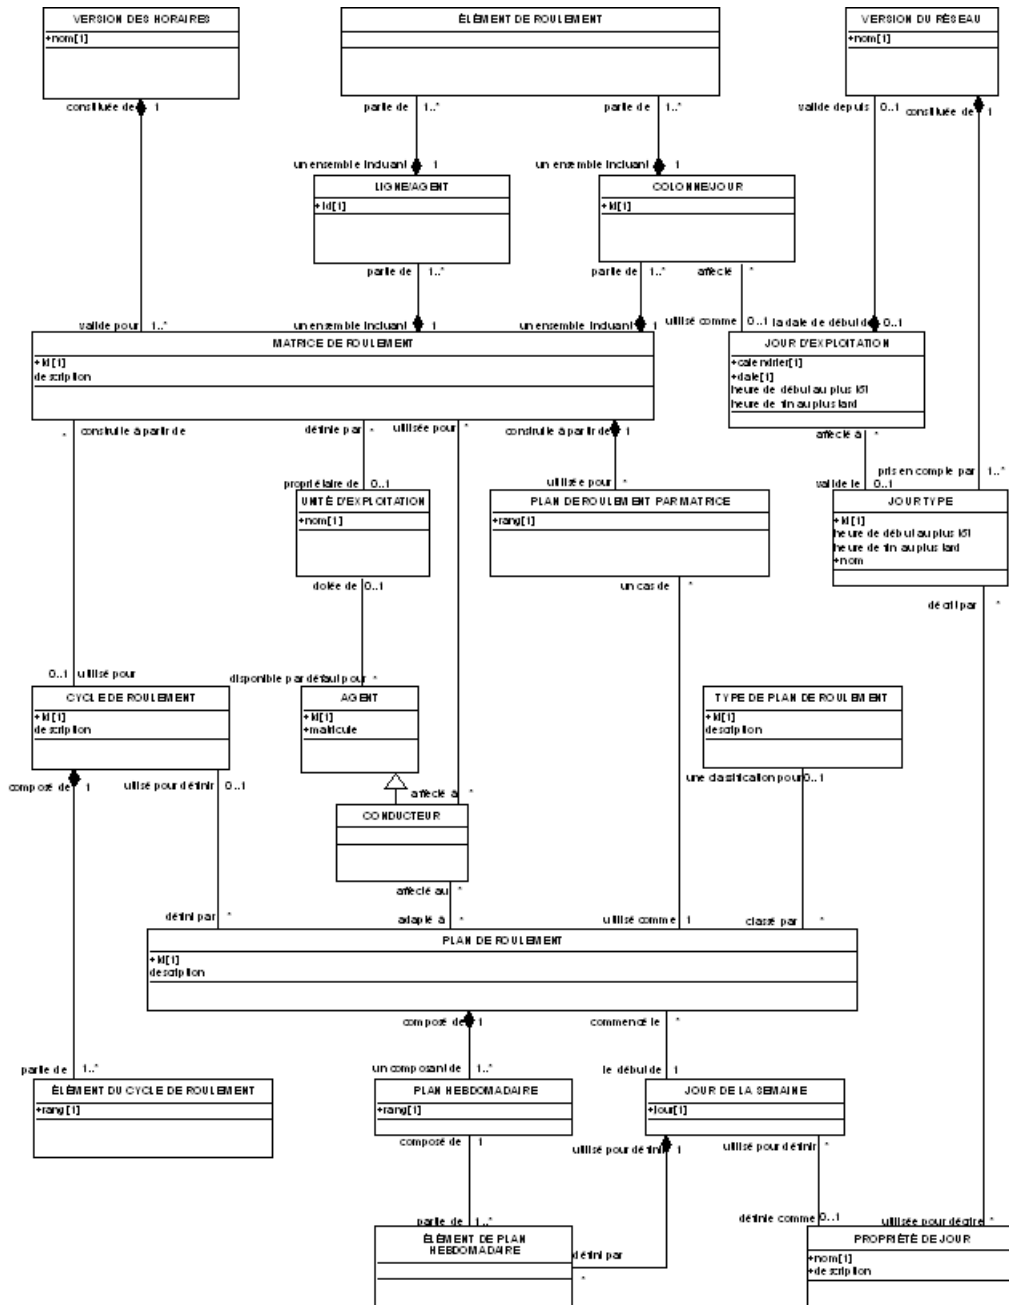 VERSION DES HORAIRES
+nom[1]
ÉLÉMENT DE ROULEMENT
VERSION DU RÉSEAU
+nom[1]
constituée de 1
partie de 1..*
partie de 1..*
valide depuis 0..1
constituée de 1
un ensemble incluant 1
un ensemble incluant 1
LIGNE/AGENT
+id[1]
COLONNE/JOUR
+id[1]
partie de 1..*
partie de 1..*
affecté *
valide pour 1..*
un ensemble incluant 1
un ensemble incluant 1
utilisé comme 0..1
la date de début de 0..1
MATRICE DE ROULEMENT
+id[1]
description
JOUR D'EXPLOITATION
+calendrier[1]
+date[1]
heure de début au plus tôt
heure de fin au plus tard
* construite à partir de
définie par *
utilisée pour *
construite à partir de 1
affecté à *
propriétaire de 0..1
utilisée pour *
pris en compte par 1..*
valide le 0..1
UNITÉ D'EXPLOITATION
+nom[1]
PLAN DE ROULEMENT PAR MATRICE
+rang[1]
JOUR TYPE
+id[1]
heure de début au plus tôt
heure de fin au plus tard
+nom
dotée de 0..1
un cas de *
décrit par *
0..1 utilisé pour
disponible par défaut pour *
CYCLE DE ROULEMENT
+id[1]
description
AGENT
+id[1]
+matricule
TYPE DE PLAN DE ROULEMENT
+id[1]
description
composé de 1
utilisé pour définir 0..1
une classification pour 0..1
affecté à *
CONDUCTEUR
affecté au *
défini par *
adapté à *
utilisé comme 1
classé par *
PLAN DE ROULEMENT
+id[1]
description
composé de 1
commencé le *
partie de 1..*
un composant de 1..*
le début de 1
ÉLÉMENT DU CYCLE DE ROULEMENT
+rang[1]
PLAN HEBDOMADAIRE
+rang[1]
JOUR DE LA SEMAINE
+jour[1]
composé de 1
utilisé pour définir 1
utilisé pour définir *
partie de 1..*
définie comme 0..1
utilisée pour décrire *
ÉLÉMENT DE PLAN
HEBDOMADAIRE
défini par
*
PROPRIÉTÉ DE JOUR
+nom[1]
+description